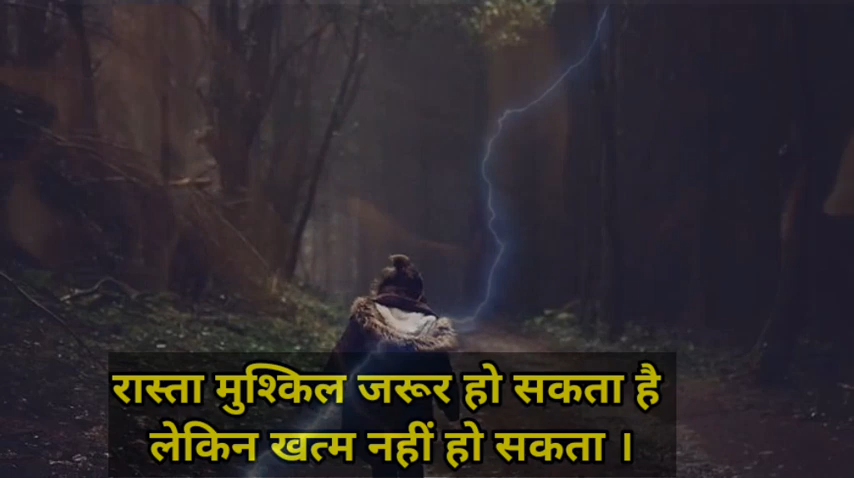 रास्ता मुश्किल जरूर हो सकता है
लेकिन खत्म नहीं हो सकता ।